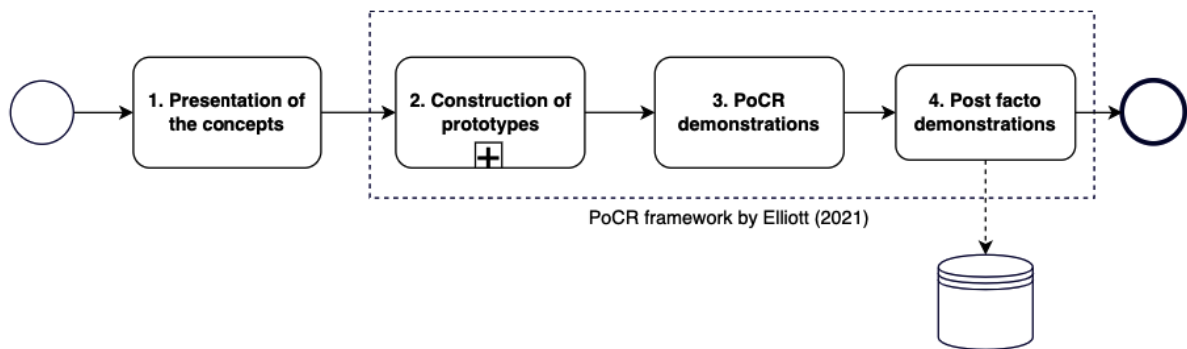 1. Presentation of
the concepts
2. Construction of
prototypes
3. PoCR
demonstrations
4. Post facto
demonstrations
PoCR framework by Elliott (2021)